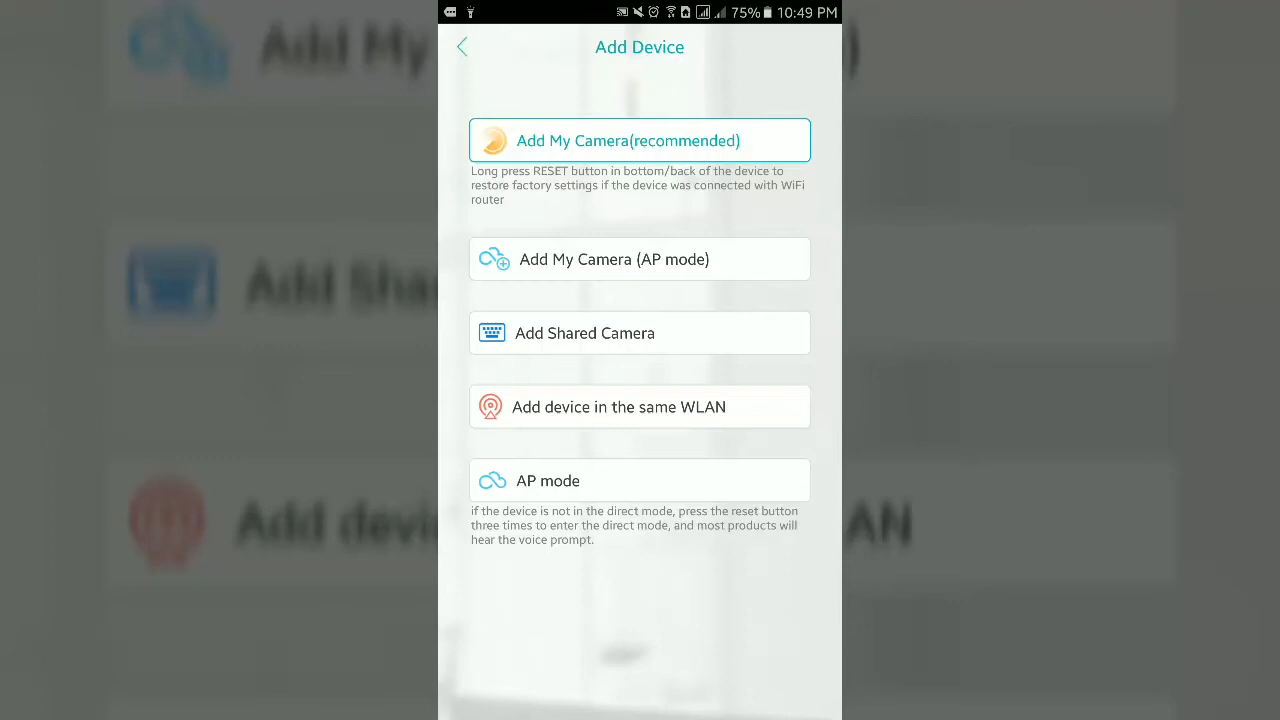 75% 10:49 PM
Add Device
Add My Camera(recommended)
Long press RESET button in bottom/back of the device to
restore factory settings if the device was connected with WiFi
router
Add My Camera (AP mode)
Add Shared Camera
Add device in the same WLAN
AP mode
if the device is not in the direct mode, press the reset button
three times to enter the direct mode, and most products will
hear the voice prompt.
Add My
)
Add Shar
Add devi
AN